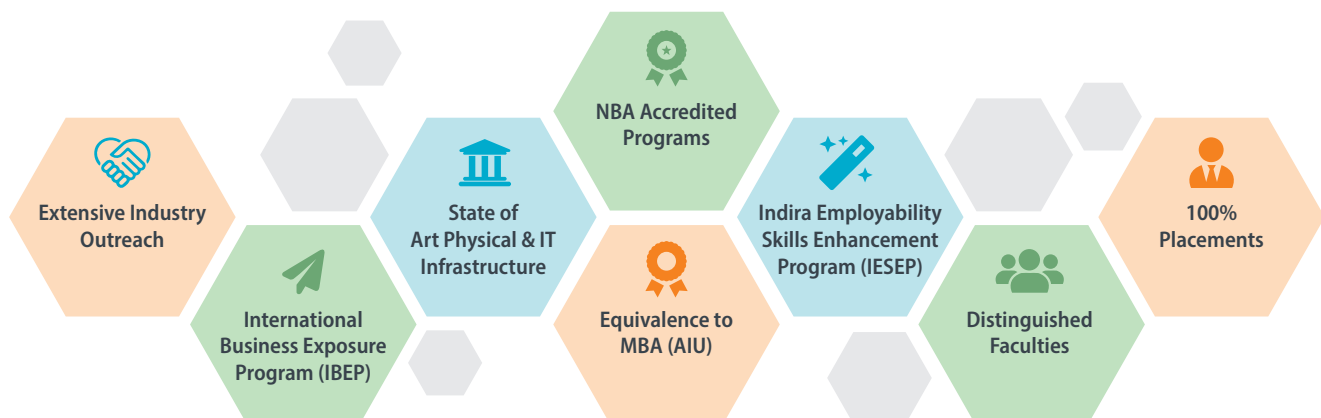 Extensive Industry
Outreach
International
Business Exposure
Program (IBEP)
State of
Art Physical & IT
Infrastructure
NBA Accredited
Programs
Equivalence to
MBA (AIU)
Indira Employability
Skills Enhancement
Program (IESEP)
Distinguished
Faculties
100%
Placements